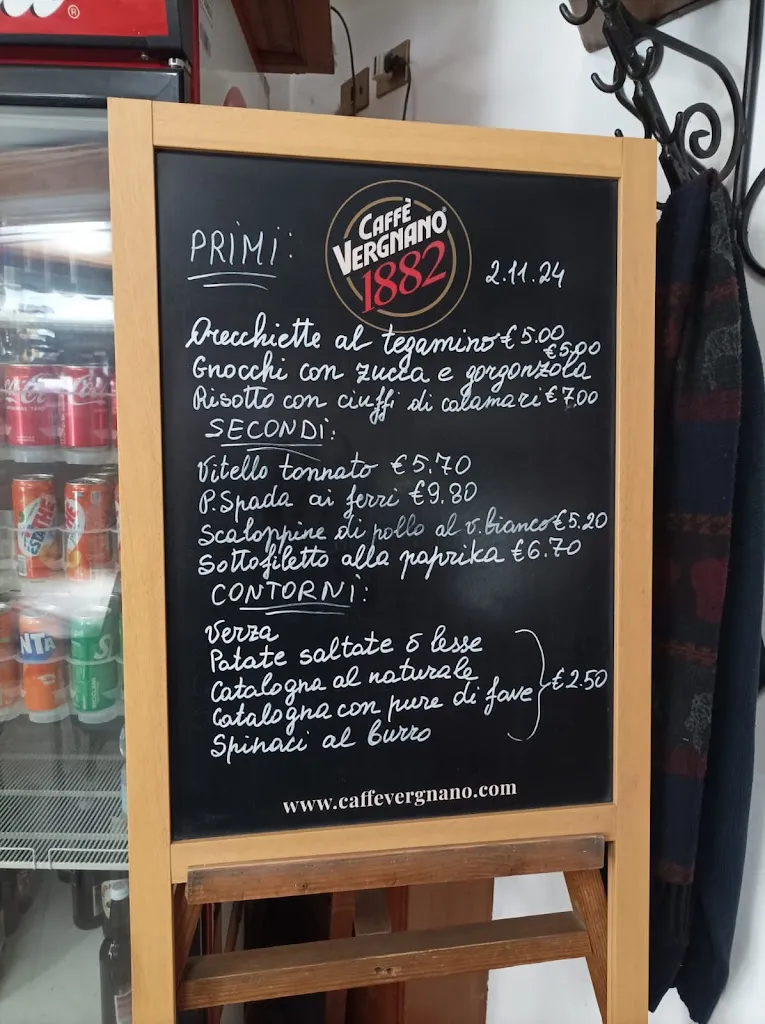 PRIMI:
CAFFÈ
VERGNANO®
1882
2.11.24
Orecchiette al tegamino €5.00
Gnocchi con zucca e gorgonzola €5,00
Risotto con ciuffi di calamari €7,00
SECONDI:
Vitello tonnato €5.70
P.Spada ai ferri €9.80
Scaloppine di pollo al v.bianco €5.20
Sottofiletto alla paprika €6.70
CONTORNI:
Verza
Patate saltate o lesse
Catalogna al naturale
Catalogna con pure di fave
Spinaci al burro
€2.50
www.caffevergnano.com